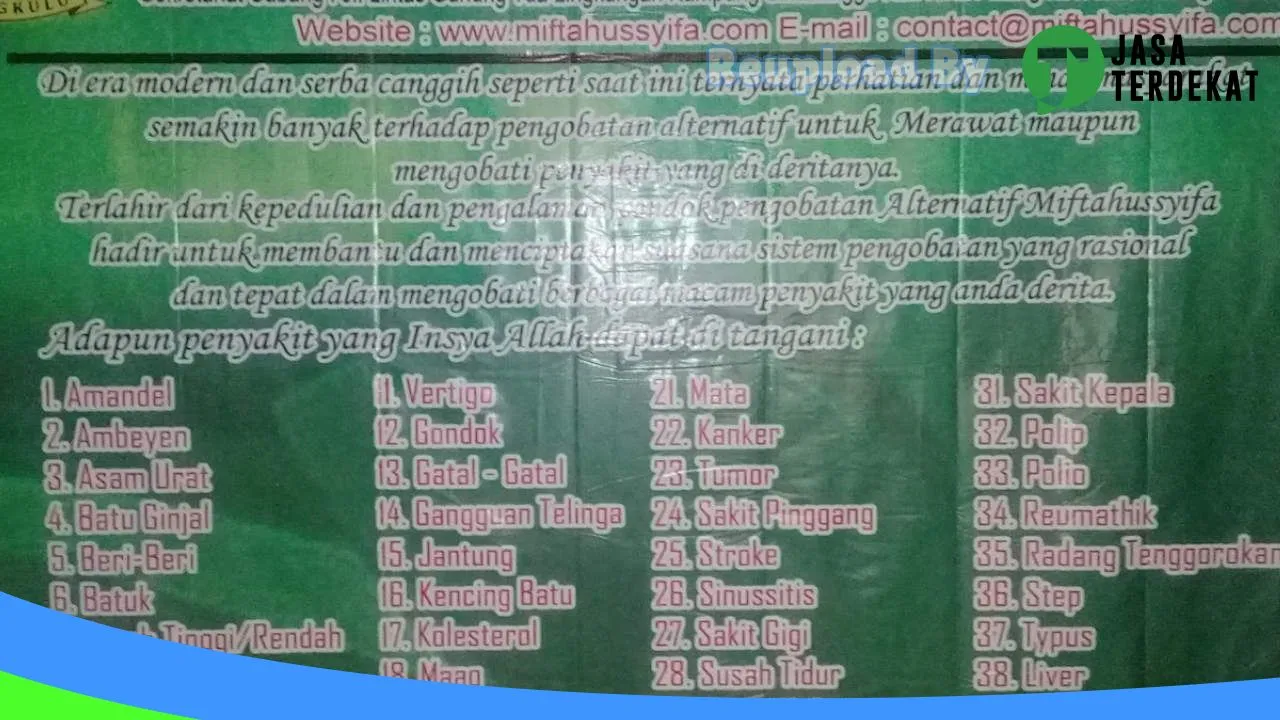 GKULU
Website : www.miftahussyifa.com E-mail : contact@miftahussyifa.com
Reupload By
JASA
TERDEKAT
Di era modern dan serba canggih seperti saat ini ternyata perhatian dan
semakin banyak terhadap pengobatan alternatif untuk Merawat maupun
mengobati penyakit yang di deritanya.
Terlahir dari kepedulian dan pengalaman pondok pengobatan Alternatif Miftahussyifa
hadir untuk membantu dan menciptakan suasana sistem pengobatan yang rasional
dan tepat dalam mengobati berbagai macam penyakit yang anda derita.
Adapun penyakit yang Insya Allah dapat di tangani :
1. Amandel
2. Ambeyen
3. Asam Urat
4. Batu Ginjal
5. Beri-Beri
6. Batuk
Tinggi/Rendah
11. Vertigo
12. Gondok
13. Gatal - Gatal
14. Gangguan Telinga
15. Jantung
16. Kencing Batu
17. Kolesterol
18. Maag
21. Mata
22. Kanker
23. Tumor
24. Sakit Pinggang
25. Stroke
26. Sinussitis
27. Sakit Gigi
28. Susah Tidur
31. Sakit Kepala
32. Polip
33. Polio
34. Reumathik
35. Radang Tenggorokan
36. Step
37. Typus
38. Liver